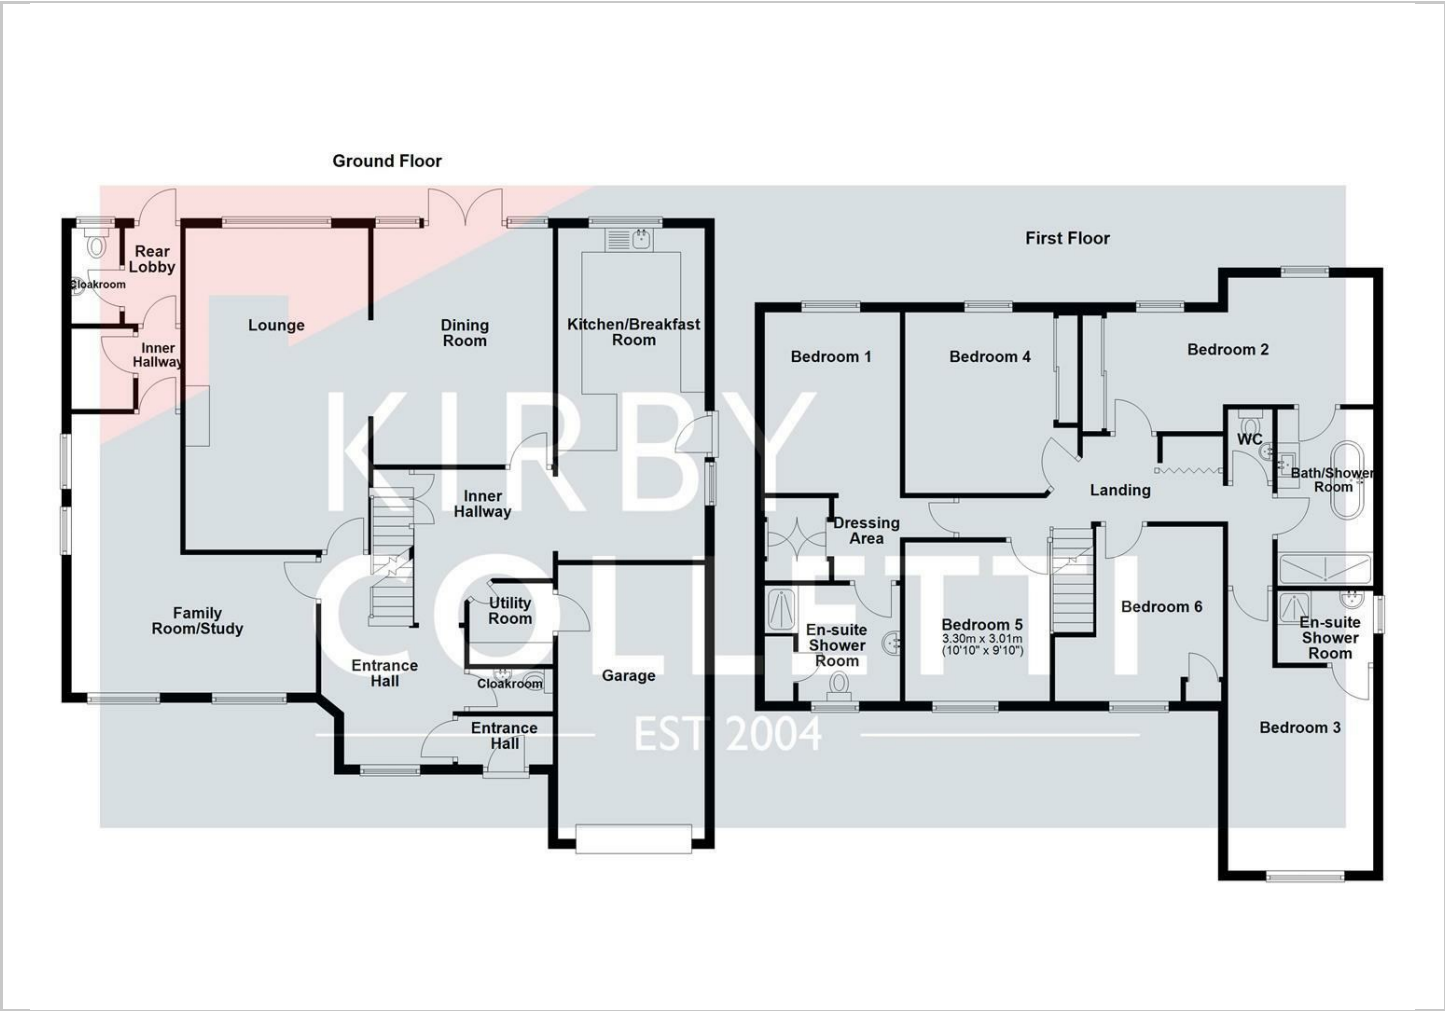 Ground Floor
Rear
Lobby
Cloakroom
Inner
Hallway
Lounge
Dining
Room
Kitchen/Breakfast
Room
Inner
Hallway
Family
Room/Study
Utility
Room
Entrance
Hall
Cloakroom
Entrance
Hall
Garage
First Floor
Bedroom 1
Bedroom 4
Bedroom 2
WC
Bath/Shower
Room
Landing
Dressing
Area
En-suite
Shower
Room
Bedroom 5
3.30m x 3.01m
(10'10" x 9'10")
Bedroom 6
En-suite
Shower
Room
Bedroom 3
KIRBY
COLLETTI
EST 2004